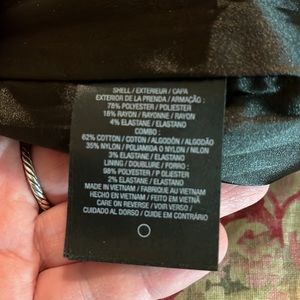 SHELL / EXTERIEUR / CAPA
EXTERIOR DE LA PRENDA / ARMAÇÃO :
78% POLYESTER / POLIESTER
18% RAYON / RAYONNE / RAYON
4% ELASTANE / ELASTANO
COMBO :
62% COTTON / COTON / ALGODÓN / ALGODÃO
35% NYLON / POLIAMIDA O NYLON / NILON
3% ELASTANE / ELASTANO
LINING / DOUBLURE / FORRO :
98% POLYESTER / POLIESTER
2% ELASTANE / ELASTANO
MADE IN VIETNAM / FABRIQUE AU VIETNAM
HECHO EN VIETNAM / FEITO EM VIETNÃ
CARE ON REVERSE / VOIR VERSO /
CUIDADO AL DORSO / CUIDE EM CONTRÁRIO